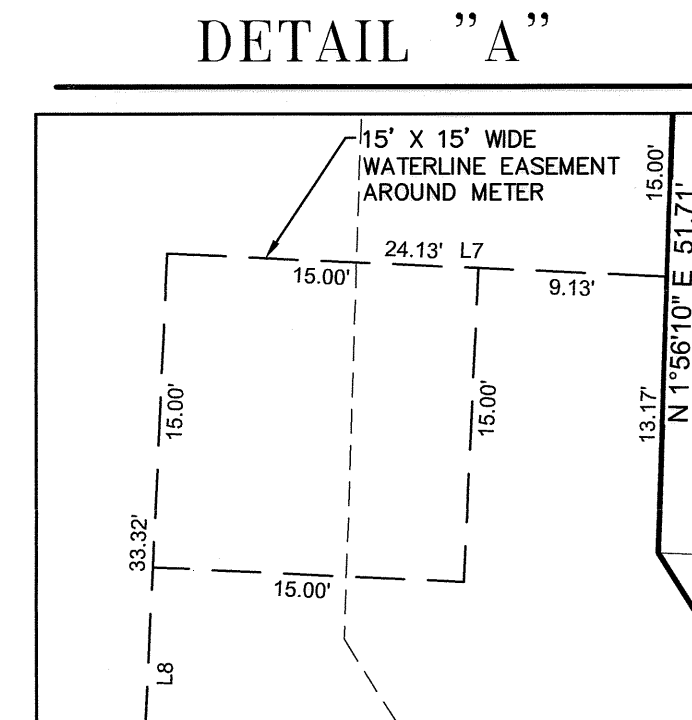 DETAIL "A"
15' X 15' WIDE
WATERLINE EASEMENT
AROUND METER
15.00'
N 1°56'10" E 51.71'
24.13' L7
15.00'
9.13'
15.00'
15.00'
13.17'
33.32'
15.00'
L8